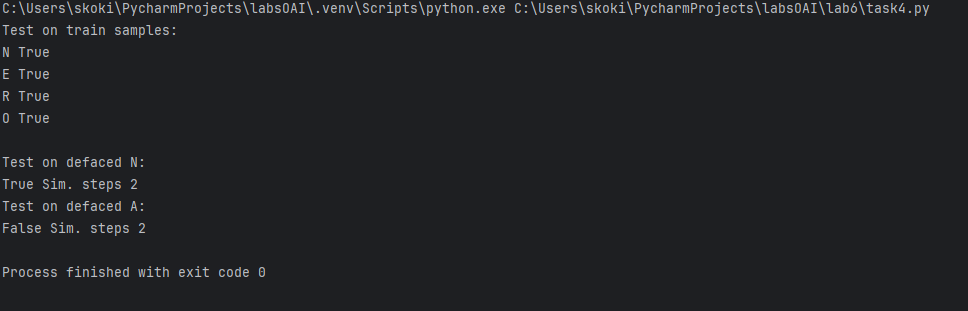 C:\Users\skoki\PycharmProjects\labsOAI\.venv\Scripts\python.exe C:\Users\skoki\PycharmProjects\labsOAI\lab6\task4.py
Test on train samples:
N True
E True
R True
O True
Test on defaced N:
True Sim. steps 2
Test on defaced A:
False Sim. steps 2
Process finished with exit code 0